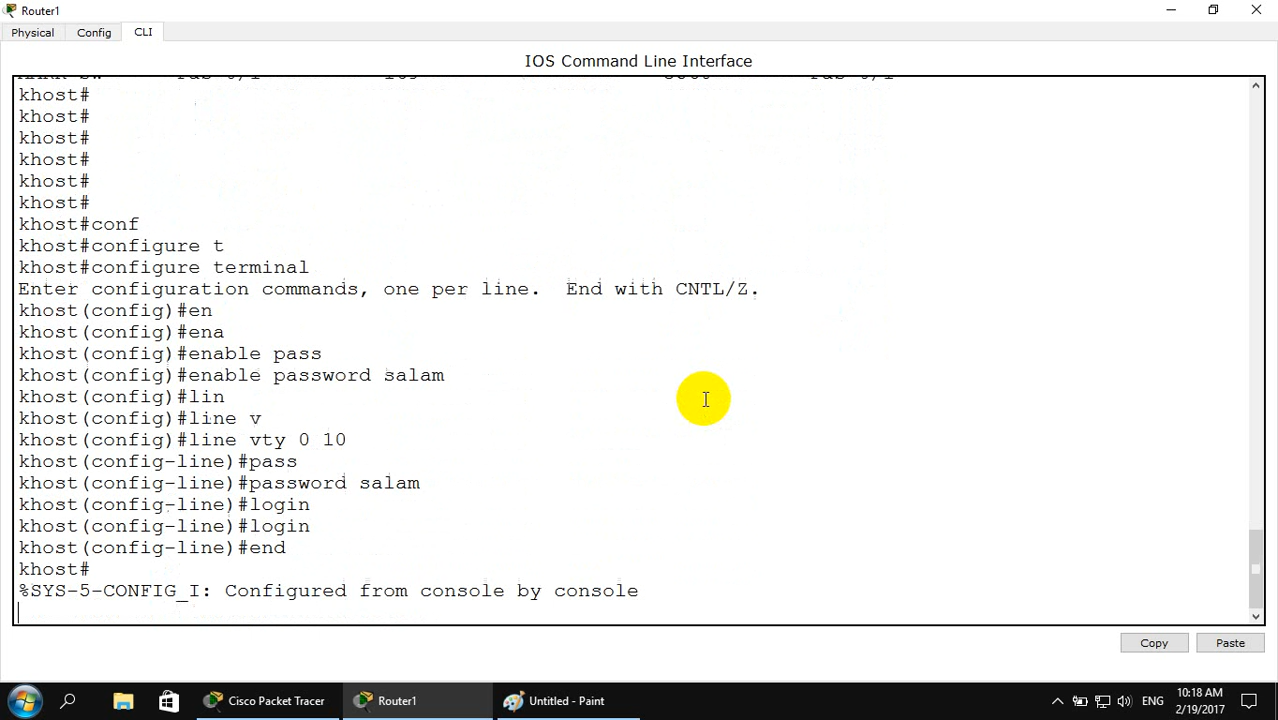 Router1
Physical Config CLI
IOS Command Line Interface
khost#
khost#
khost#
khost#
khost#
khost#
khost#conf
khost#configure t
khost#configure terminal
Enter configuration commands, one per line.  End with CNTL/Z.
khost(config)#en
khost(config)#ena
khost(config)#enable pass
khost(config)#enable password salam
khost(config)#lin
khost(config)#line v
khost(config)#line vty 0 10
khost(config-line)#pass
khost(config-line)#password salam
khost(config-line)#login
khost(config-line)#login
khost(config-line)#end
khost#
%SYS-5-CONFIG_I: Configured from console by console
Copy Paste
Cisco Packet Tracer Router1 Untitled - Paint ENG 10:18 AM
2/19/2017